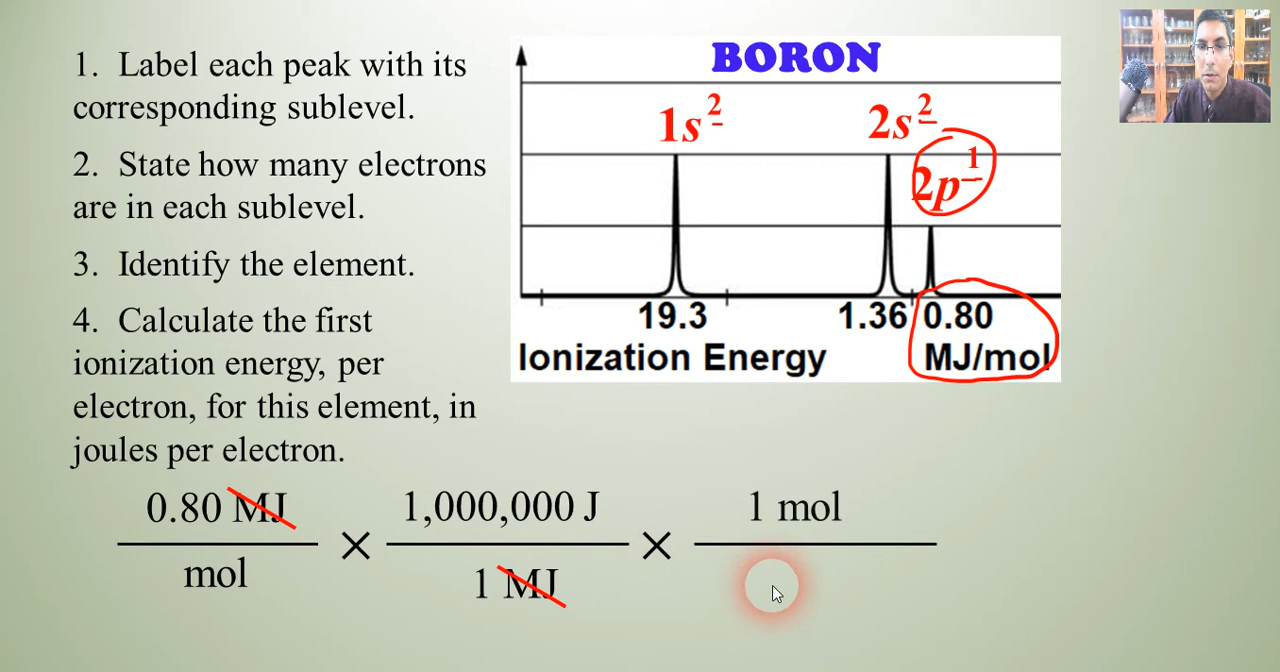 1. Label each peak with its
corresponding sublevel.
2. State how many electrons
are in each sublevel.
3. Identify the element.
4. Calculate the first
ionization energy, per
electron, for this element, in
joules per electron.
BORON
1s²
2s²
2p¹
19.3 1.36 0.80
Ionization Energy MJ/mol
0.80 MJ 1,000,000 J 1 mol
× ×
mol 1 MJ